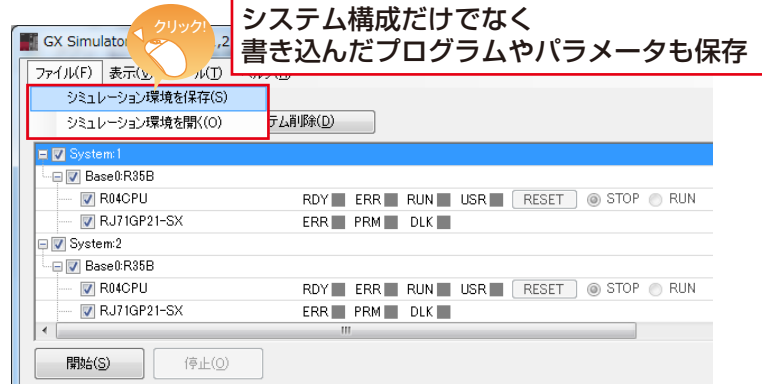 システム構成だけでなく
書き込んだプログラムやパラメータも保存
クリック!
GX Simulator
,2
ファイル(F) 表示(V) ル(T)
シミュレーション環境を保存(S)
シミュレーション環境を開く(O)
テム削除(D)
System:1
Base0:R35B
R04CPU RDY ERR RUN USR RESET STOP RUN
RJ71GP21-SX ERR PRM DLK
System:2
Base0:R35B
R04CPU RDY ERR RUN USR RESET STOP RUN
RJ71GP21-SX ERR PRM DLK
開始(S) 停止(O)